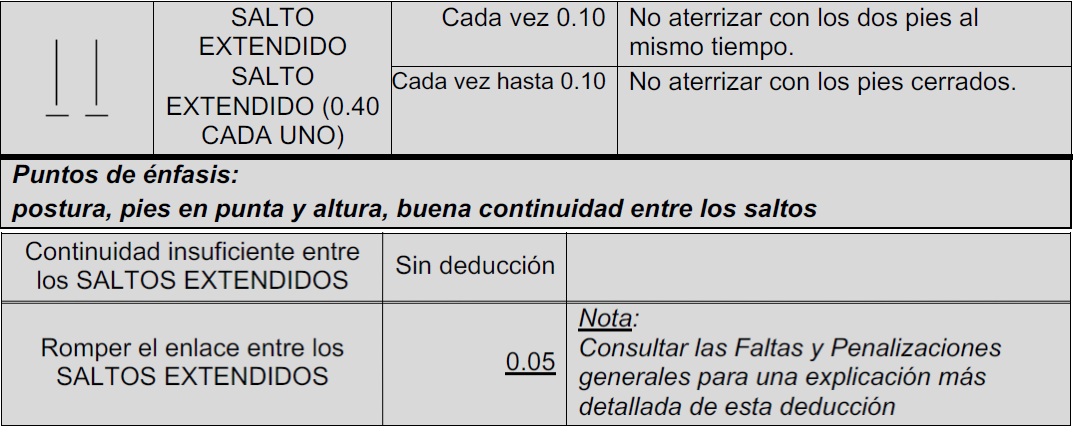 SALTO
EXTENDIDO
SALTO
EXTENDIDO (0.40
CADA UNO)
Cada vez 0.10
No aterrizar con los dos pies al
mismo tiempo.
Cada vez hasta 0.10
No aterrizar con los pies cerrados.
Puntos de énfasis:
postura, pies en punta y altura, buena continuidad entre los saltos
Continuidad insuficiente entre
los SALTOS EXTENDIDOS
Sin deducción
Romper el enlace entre los
SALTOS EXTENDIDOS
0.05
Nota:
Consultar las Faltas y Penalizaciones
generales para una explicación más
detallada de esta deducción